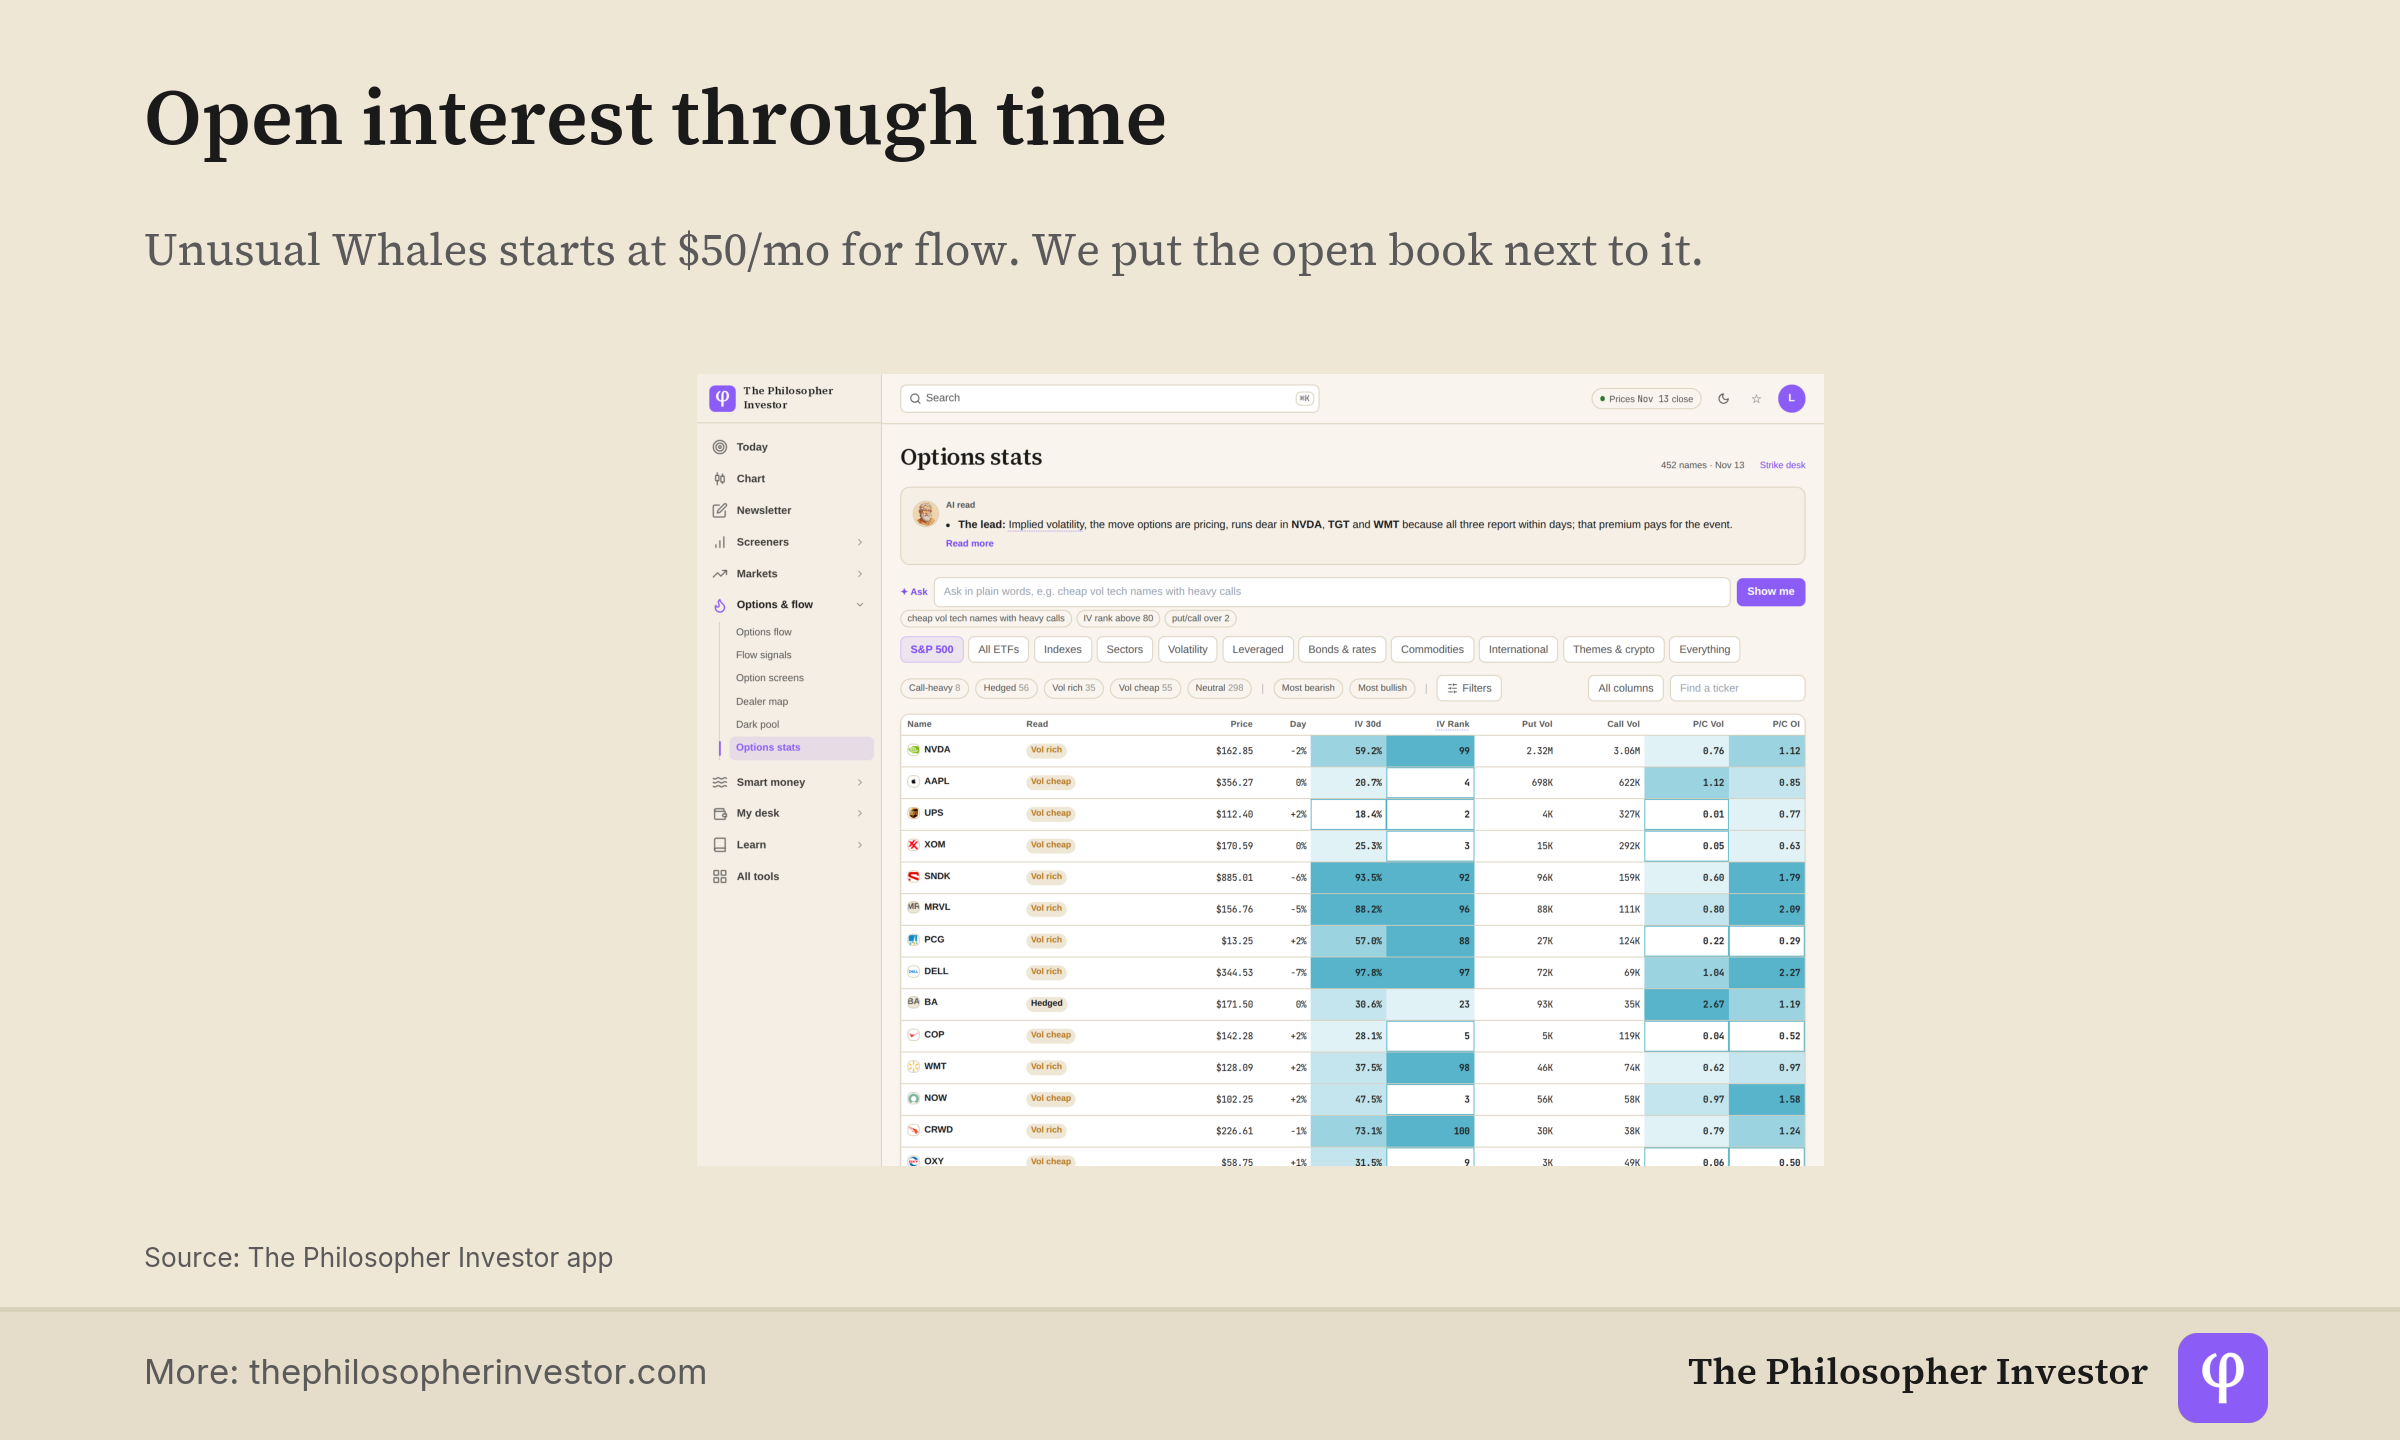 Open interest through time
Unusual Whales starts at $50/mo for flow. We put the open book next to it.
φ The Philosopher Investor
Search ⌘K
Prices Nov 13 close
L
Today
Chart
Newsletter
Screeners
Markets
Options & flow
Options flow
Flow signals
Option screens
Dealer map
Dark pool
Options stats
Smart money
My desk
Learn
All tools
Options stats
452 names · Nov 13 Strike desk
AI read
• The lead: Implied volatility, the move options are pricing, runs dear in NVDA, TGT and WMT because all three report within days; that premium pays for the event.
Read more
✦ Ask Ask in plain words, e.g. cheap vol tech names with heavy calls Show me
cheap vol tech names with heavy calls IV rank above 80 put/call over 2
S&P 500 All ETFs Indexes Sectors Volatility Leveraged Bonds & rates Commodities International Themes & crypto Everything
Call-heavy 8 Hedged 56 Vol rich 35 Vol cheap 55 Neutral 298 | Most bearish Most bullish | Filters All columns Find a ticker
Name Read Price Day IV 30d IV Rank Put Vol Call Vol P/C Vol P/C OI
NVDA Vol rich $162.85 -2% 59.2% 99 2.32M 3.06M 0.76 1.12
AAPL Vol cheap $356.27 0% 20.7% 4 698K 622K 1.12 0.85
UPS Vol cheap $112.40 +2% 18.4% 2 4K 327K 0.01 0.77
XOM Vol cheap $170.59 0% 25.3% 3 15K 292K 0.05 0.63
SNDK Vol rich $885.01 -6% 93.5% 92 96K 159K 0.60 1.79
MRVL Vol rich $156.76 -5% 88.2% 96 88K 111K 0.80 2.09
PCG Vol rich $13.25 +2% 57.0% 88 27K 124K 0.22 0.29
DELL Vol rich $344.53 -7% 97.8% 97 72K 69K 1.04 2.27
BA BA Hedged $171.50 0% 30.6% 23 93K 35K 2.67 1.19
COP Vol cheap $142.28 +2% 28.1% 5 5K 119K 0.04 0.52
WMT Vol rich $128.09 +2% 37.5% 98 46K 74K 0.62 0.97
NOW Vol cheap $102.25 +2% 47.5% 3 56K 58K 0.97 1.58
CRWD Vol rich $226.61 -1% 73.1% 100 30K 38K 0.79 1.24
OXY Vol cheap $58.75 +1% 31.5% 9 3K 49K 0.06 0.50
Source: The Philosopher Investor app
More: thephilosopherinvestor.com
The Philosopher Investor φ